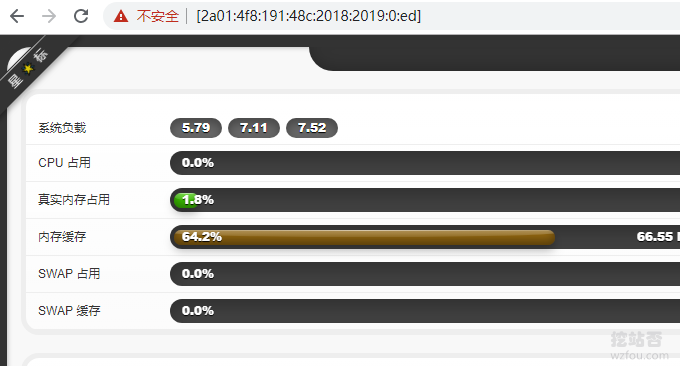 不安全 | [2a01:4f8:191:48c:2018:2019:0:ed]
星★标
系统负载 5.79 7.11 7.52
CPU 占用 0.0%
真实内存占用 1.8%
内存缓存 64.2% 66.55
SWAP 占用 0.0%
SWAP 缓存 0.0%
挖站否
wzfou.com